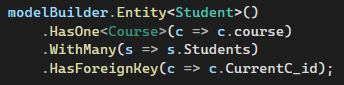 modelBuilder.Entity<Student>()
.HasOne<Course>(c => c.course)
.WithMany(s => s.Students)
.HasForeignKey(c => c.CurrentC_id);